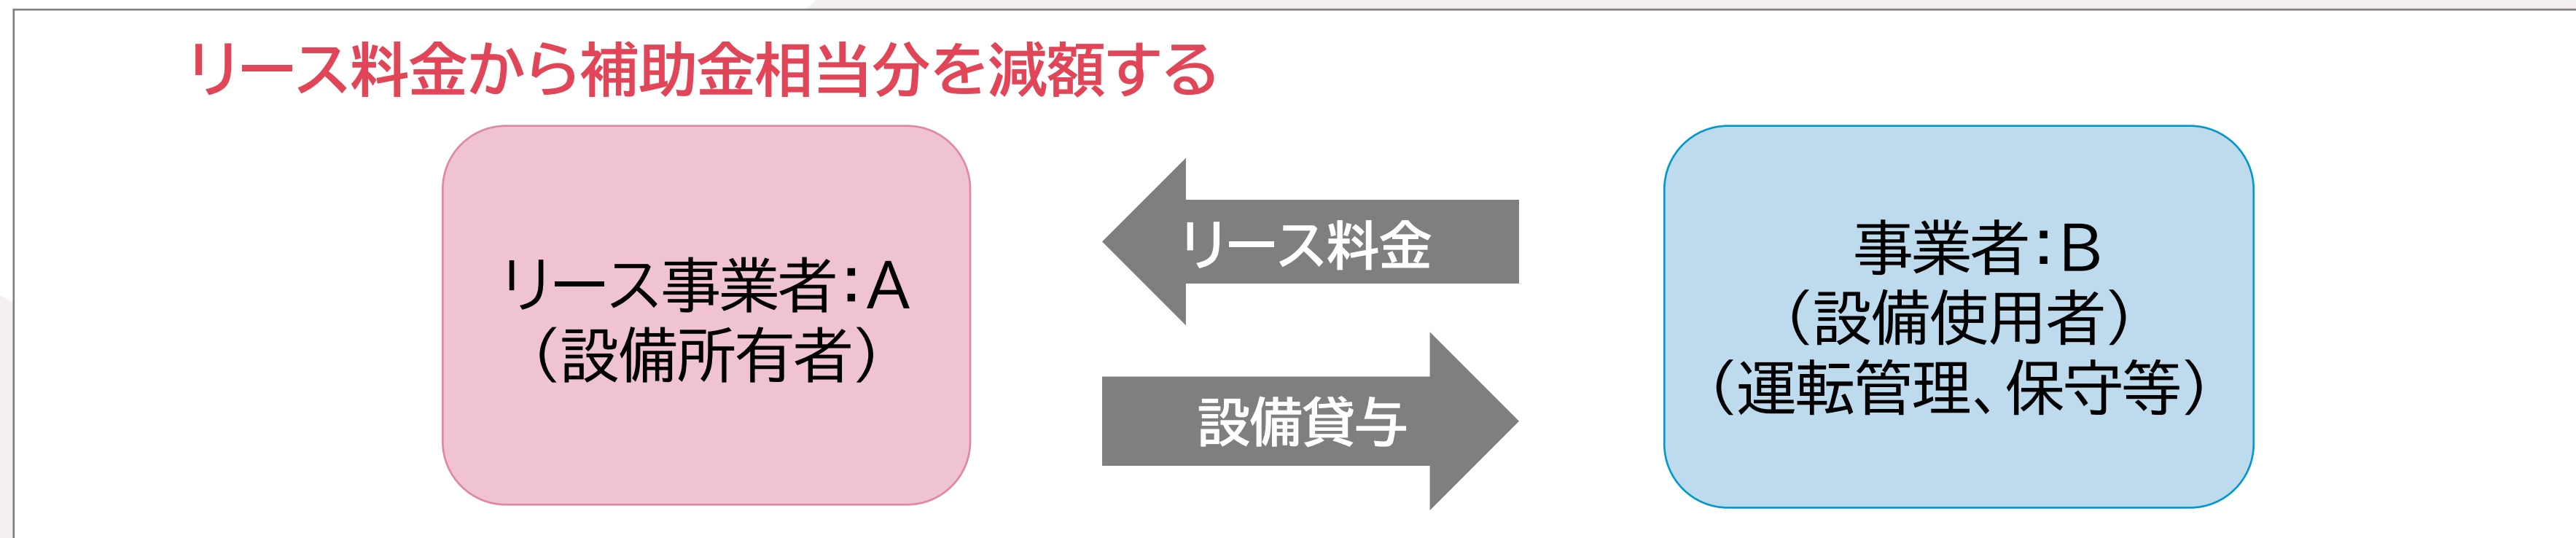 リース料金から補助金相当分を減額する
リース事業者：A
（設備所有者）
リース料金
設備貸与
事業者：B
（設備使用者）
（運転管理、保守等）